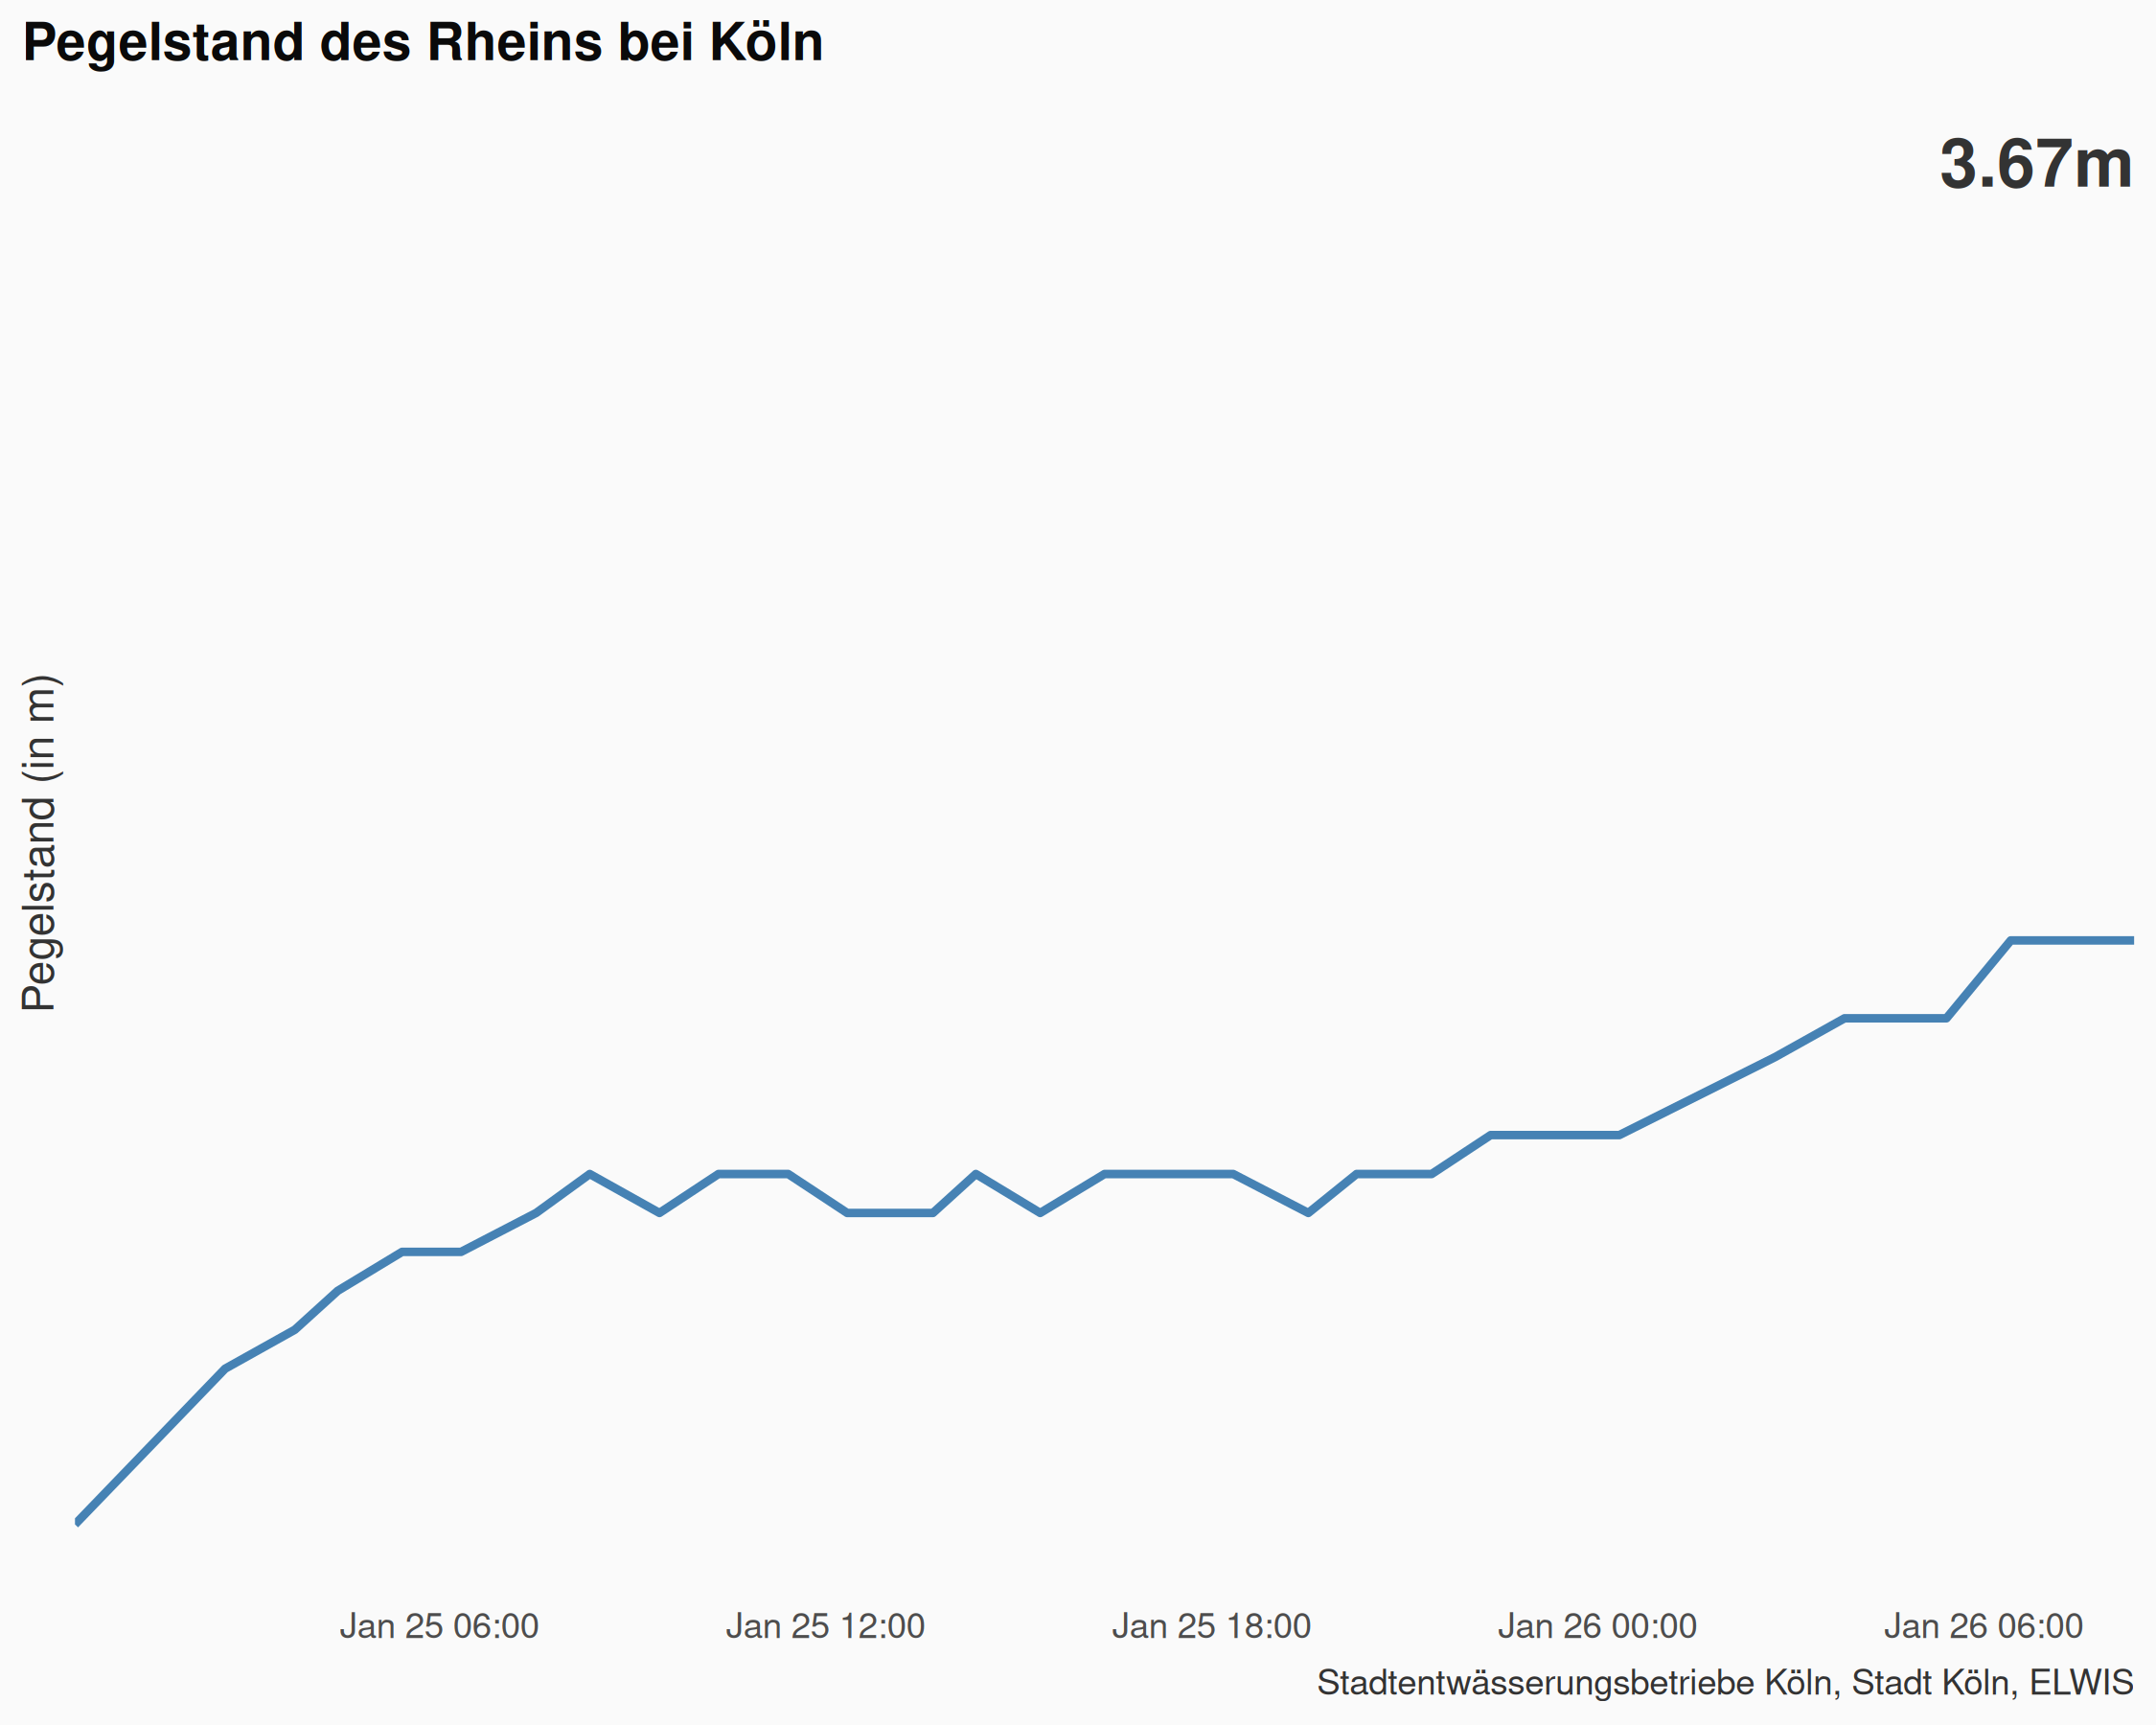 Pegelstand des Rheins bei Köln
3.67m
Pegelstand (in m)
Jan 25 06:00
Jan 25 12:00
Jan 25 18:00
Jan 26 00:00
Jan 26 06:00
Stadtentwässerungsbetriebe Köln, Stadt Köln, ELWIS